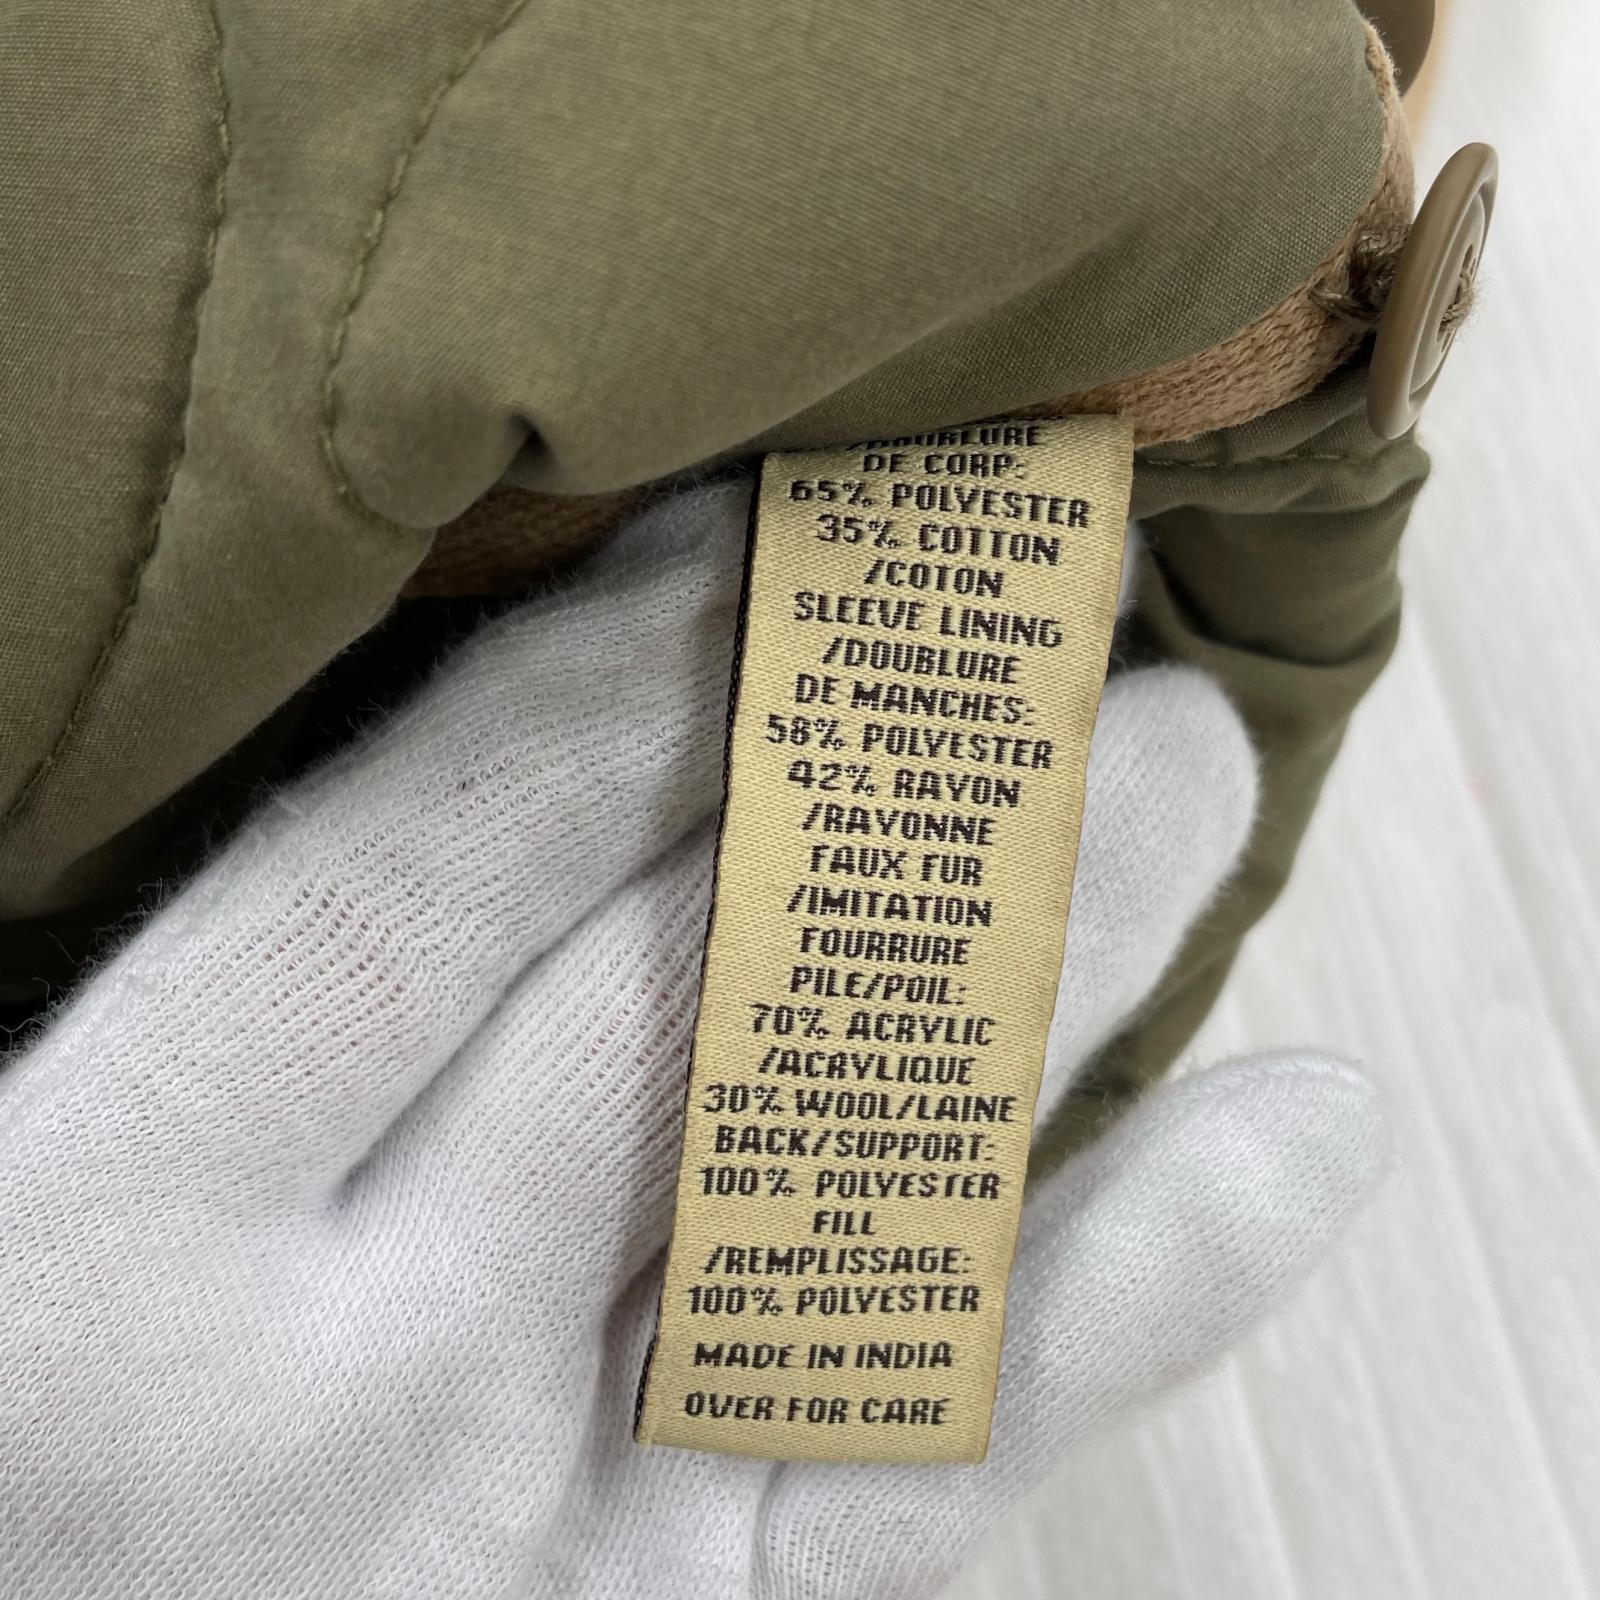 /DOUBLURE
DE CORP:
65% POLYESTER
35% COTTON
/COTON
SLEEVE LINING
/DOUBLURE
DE MANCHES:
58% POLYESTER
42% RAYON
/RAYONNE
FAUX FUR
/IMITATION
FOURRURE
PILE/POIL:
70% ACRYLIC
/ACRYLIQUE
30% WOOL/LAINE
BACK/SUPPORT:
100% POLYESTER
FILL
/REMPLISSAGE:
100% POLYESTER
MADE IN INDIA
OVER FOR CARE